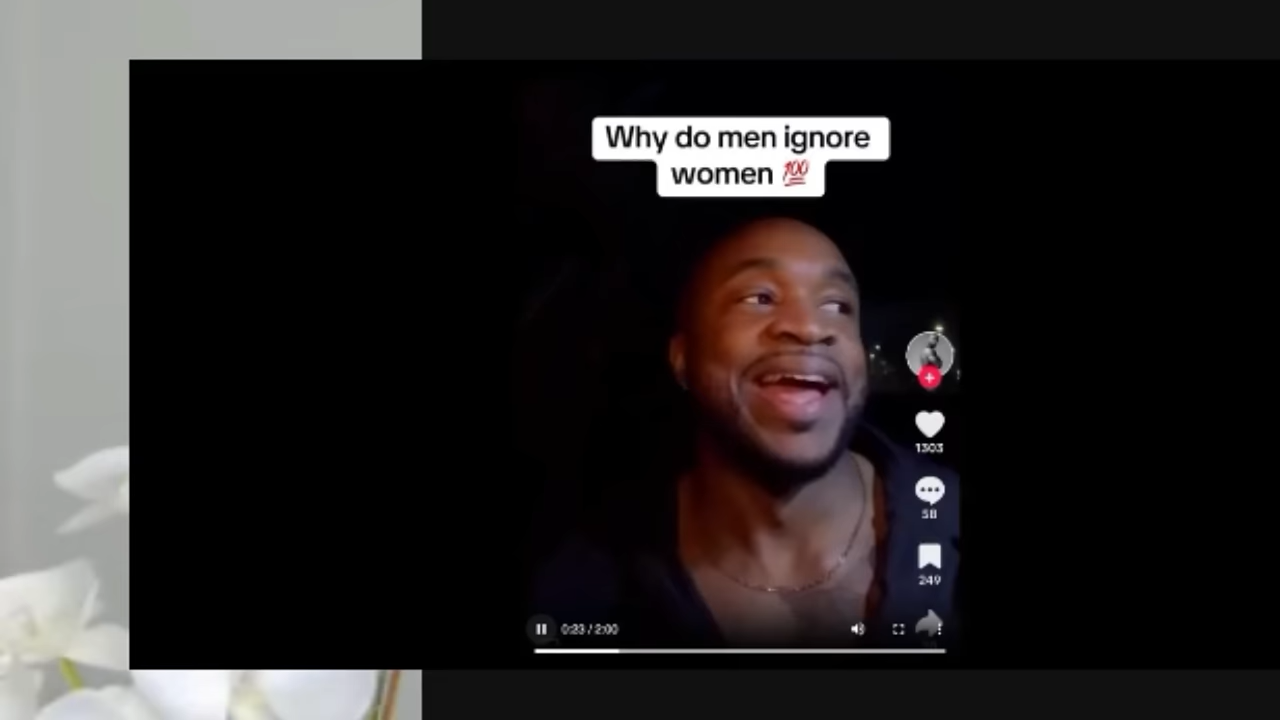 Why do men ignore
women 💯
1303
58
249
0:23 / 2:00